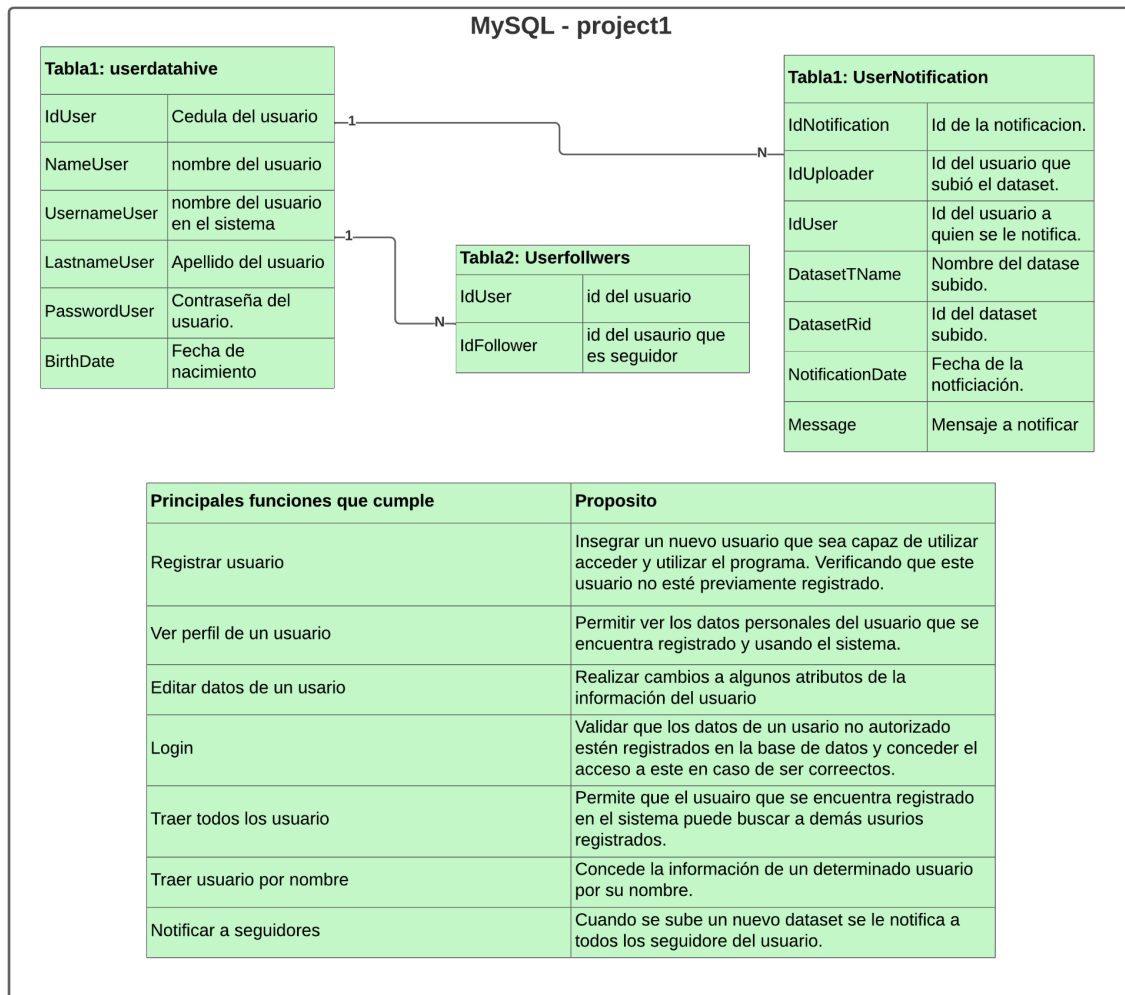 MySQL - project1
Tabla1: userdatahive
IdUser
Cedula del usuario
NameUser
nombre del usuario
UsernameUser
nombre del usuario
en el sistema
LastnameUser
Apellido del usuario
PasswordUser
Contraseña del
usuario.
BirthDate
Fecha de
nacimiento
1
N
1
N
Tabla2: Userfollwers
IdUser
id del usuario
IdFollower
id del usaurio que
es seguidor
Tabla1: UserNotification
IdNotification
Id de la notificacion.
IdUploader
Id del usuario que
subió el dataset.
IdUser
Id del usuario a
quien se le notifica.
DatasetTName
Nombre del datase
subido.
DatasetRid
Id del dataset
subido.
NotificationDate
Fecha de la
notficiación.
Message
Mensaje a notificar
Principales funciones que cumple
Proposito
Registrar usuario
Insegrar un nuevo usuario que sea capaz de utilizar
acceder y utilizar el programa. Verificando que este
usuario no esté previamente registrado.
Ver perfil de un usuario
Permitir ver los datos personales del usuario que se
encuentra registrado y usando el sistema.
Editar datos de un usario
Realizar cambios a algunos atributos de la
información del usuario
Login
Validar que los datos de un usario no autorizado
estén registrados en la base de datos y conceder el
acceso a este en caso de ser correectos.
Traer todos los usuario
Permite que el usuairo que se encuentra registrado
en el sistema puede buscar a demás usurios
registrados.
Traer usuario por nombre
Concede la información de un determinado usuario
por su nombre.
Notificar a seguidores
Cuando se sube un nuevo dataset se le notifica a
todos los seguidore del usuario.